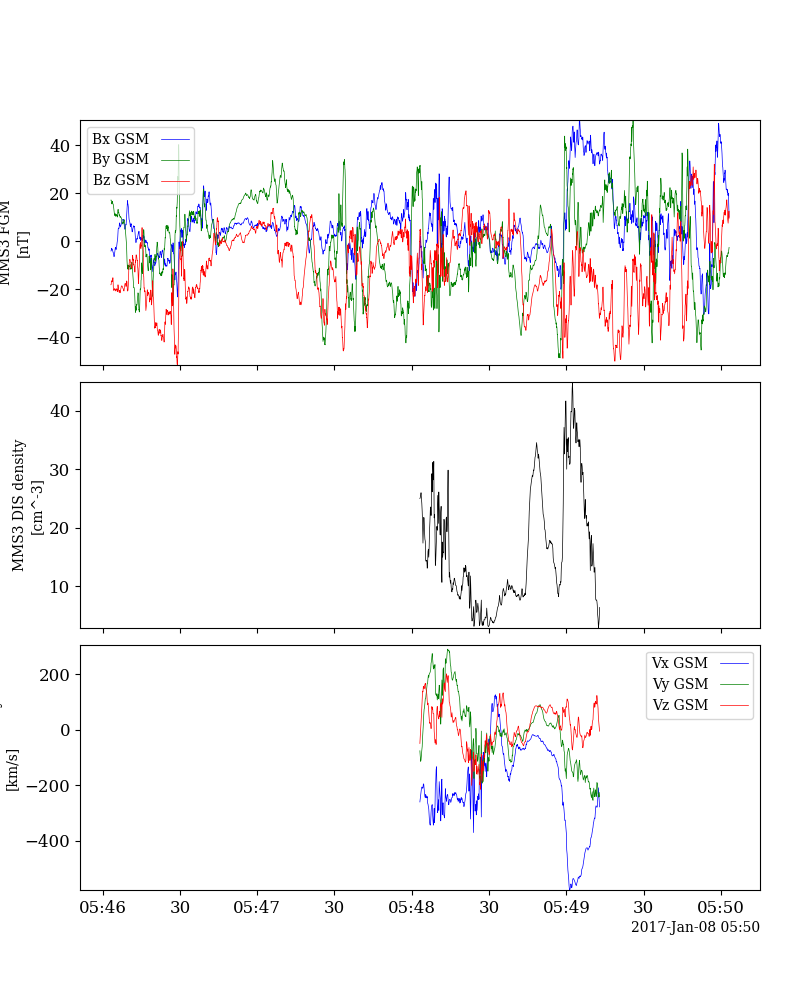 Bx GSM
By GSM
Bz GSM
MMS3 FGM
[nT]
40
20
0
−20
−40
MMS3 DIS density
[cm^-3]
40
30
20
10
Vx GSM
Vy GSM
Vz GSM
[km/s]
200
0
−200
−400
05:46 30 05:47 30 05:48 30 05:49 30 05:50
2017-Jan-08 05:50